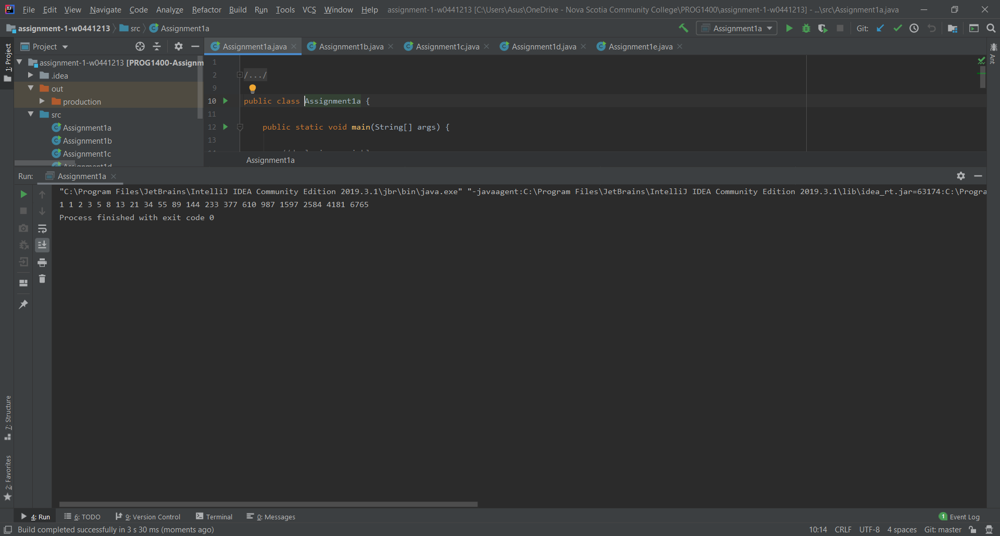 File Edit View Navigate Code Analyze Refactor Build Run Tools VCS Window Help assignment-1-w0441213 [C:\Users\Asus\OneDrive - Nova Scotia Community College\PROG1400\assignment-1-w0441213] - ...\src\Assignment1a.java
assignment-1-w0441213 src Assignment1a Assignment1a Git:
1: Project
Project
Assignment1a.java Assignment1b.java Assignment1c.java Assignment1d.java Assignment1e.java
Ant
assignment-1-w0441213 [PROG1400-Assignm
.idea
out
production
src
Assignment1a
Assignment1b
Assignment1c
Assignment1d
1
2 /.../
9
10 public class Assignment1a {
11
12 public static void main(String[] args) {
13
Assignment1a
Run: Assignment1a
"C:\Program Files\JetBrains\IntelliJ IDEA Community Edition 2019.3.1\jbr\bin\java.exe" "-javaagent:C:\Program Files\JetBrains\IntelliJ IDEA Community Edition 2019.3.1\lib\idea_rt.jar=63174:C:\Progra
1 1 2 3 5 8 13 21 34 55 89 144 233 377 610 987 1597 2584 4181 6765
Process finished with exit code 0
7: Structure
2: Favorites
4: Run 6: TODO 9: Version Control Terminal 0: Messages 1 Event Log
Build completed successfully in 3 s 30 ms (moments ago) 10:14 CRLF UTF-8 4 spaces Git: master